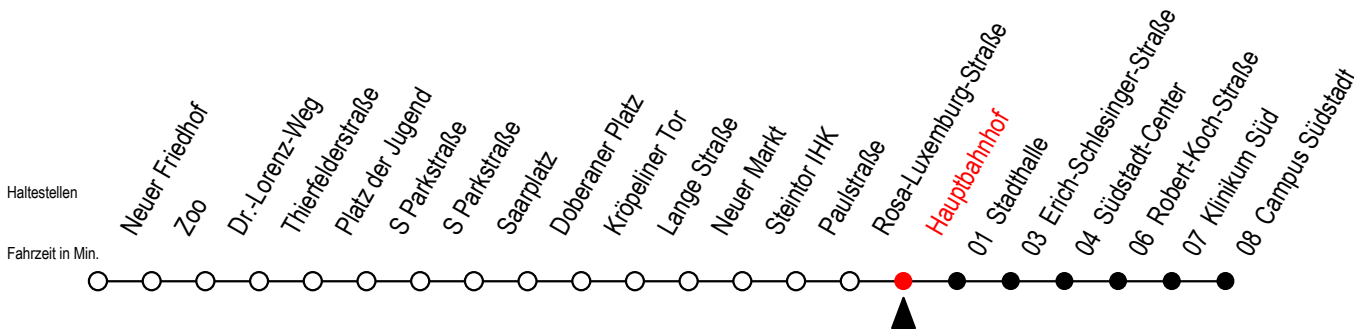 Haltestellen
Fahrzeit in Min.
Neuer Friedhof
Zoo
Dr.-Lorenz-Weg
Thierfelderstraße
Platz der Jugend
S Parkstraße
S Parkstraße
Saarplatz
Doberaner Platz
Kröpeliner Tor
Lange Straße
Neuer Markt
Steintor IHK
Paulstraße
Rosa-Luxemburg-Straße
Hauptbahnhof
01 Stadthalle
03 Erich-Schlesinger-Straße
04 Südstadt-Center
06 Robert-Koch-Straße
07 Klinikum Süd
08 Campus Südstadt